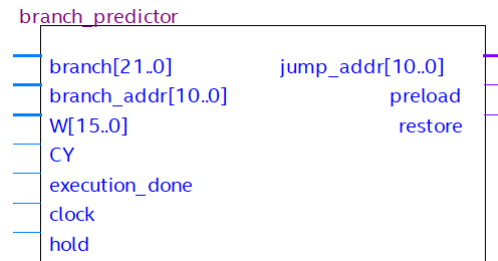 branch_predictor
branch[21..0] jump_addr[10..0]
branch_addr[10..0] preload
W[15..0] restore
CY
execution_done
clock
hold